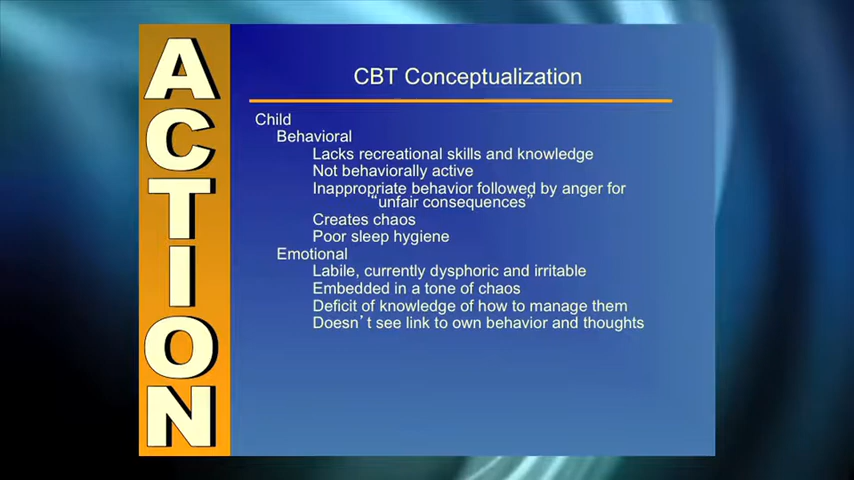 ACTION
CBT Conceptualization
Child
Behavioral
Lacks recreational skills and knowledge
Not behaviorally active
Inappropriate behavior followed by anger for
“unfair consequences”
Creates chaos
Poor sleep hygiene
Emotional
Labile, currently dysphoric and irritable
Embedded in a tone of chaos
Deficit of knowledge of how to manage them
Doesn’t see link to own behavior and thoughts